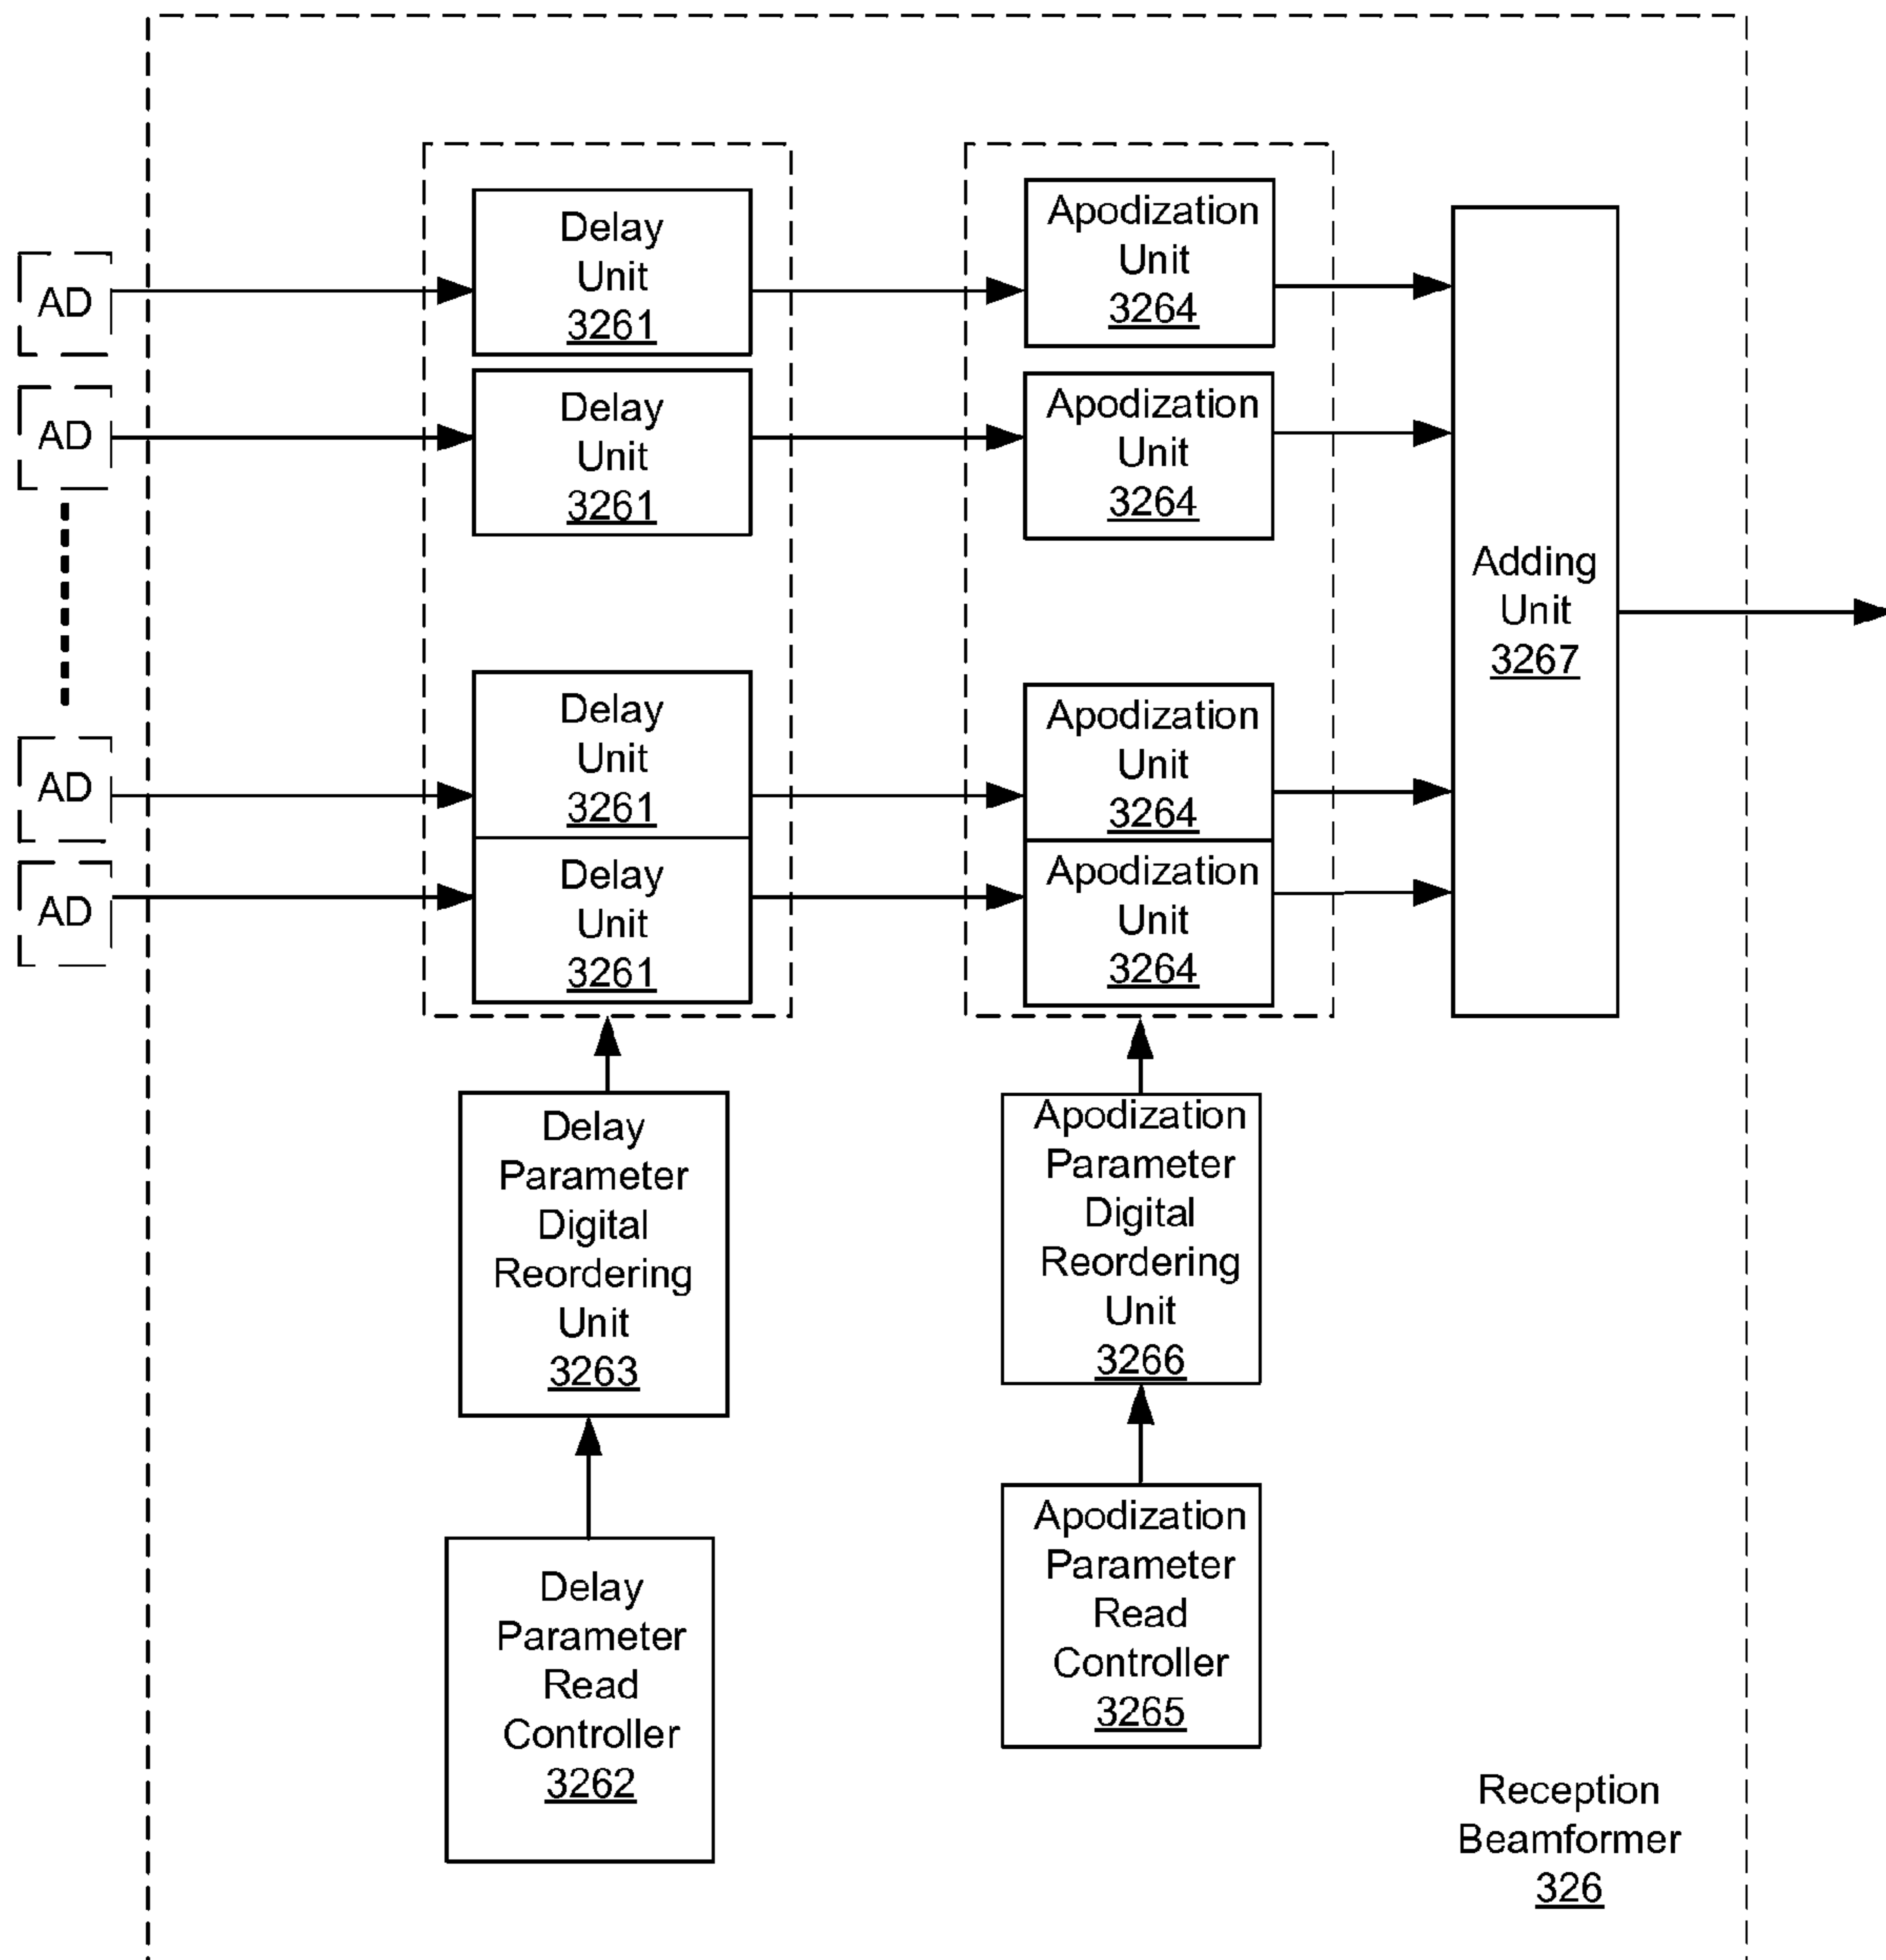 AD
Delay
Unit
3261
Apodization
Unit
3264
AD
Delay
Unit
3261
Apodization
Unit
3264
Adding
Unit
3267
AD
Delay
Unit
3261
Apodization
Unit
3264
AD
Delay
Unit
3261
Apodization
Unit
3264
Delay
Parameter
Digital
Reordering
Unit
3263
Apodization
Parameter
Digital
Reordering
Unit
3266
Delay
Parameter
Read
Controller
3262
Apodization
Parameter
Read
Controller
3265
Reception
Beamformer
326